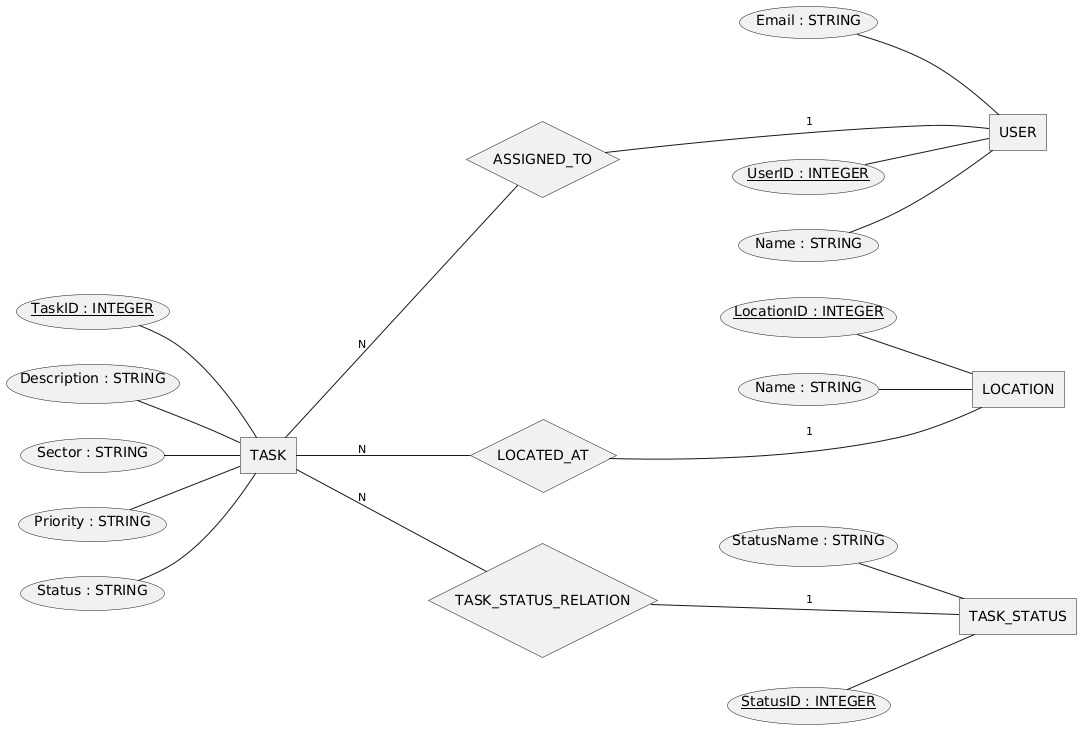 Email : STRING
1
USER
ASSIGNED_TO
UserID : INTEGER
Name : STRING
TaskID : INTEGER
LocationID : INTEGER
N
Description : STRING
Name : STRING
LOCATION
1
Sector : STRING
TASK
N
LOCATED_AT
N
Priority : STRING
StatusName : STRING
Status : STRING
TASK_STATUS_RELATION
1
TASK_STATUS
StatusID : INTEGER